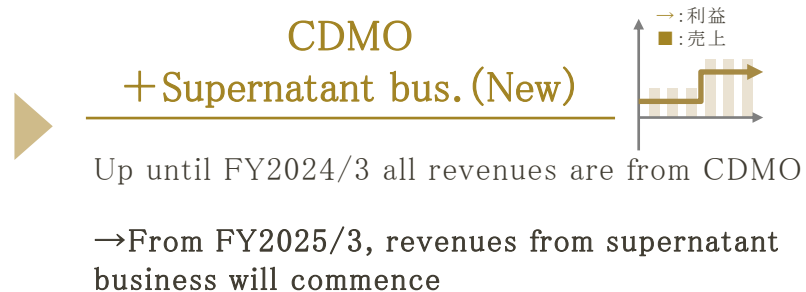 CDMO
＋Supernatant bus.(New)
→:利益
■:売上
Up until FY2024/3 all revenues are from CDMO
→From FY2025/3, revenues from supernatant
business will commence